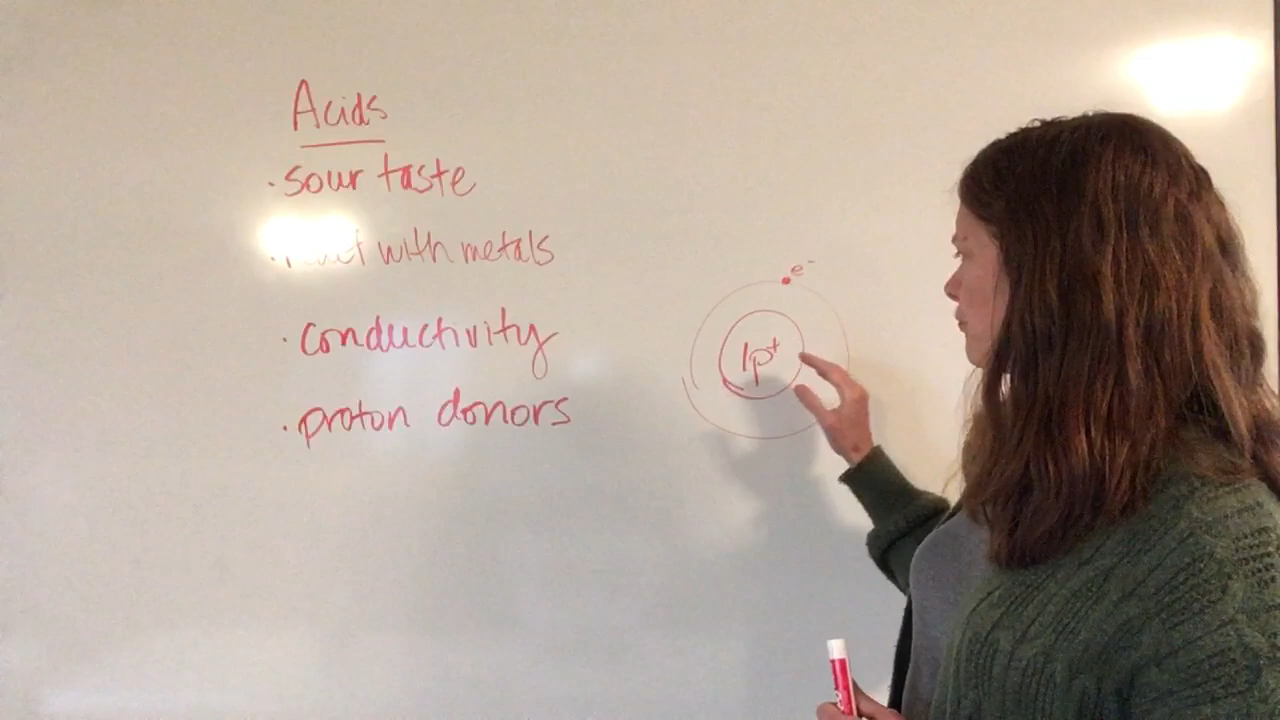 Acids
· sour taste
· with metals
· conductivity
· proton donors
e⁻
1p⁺